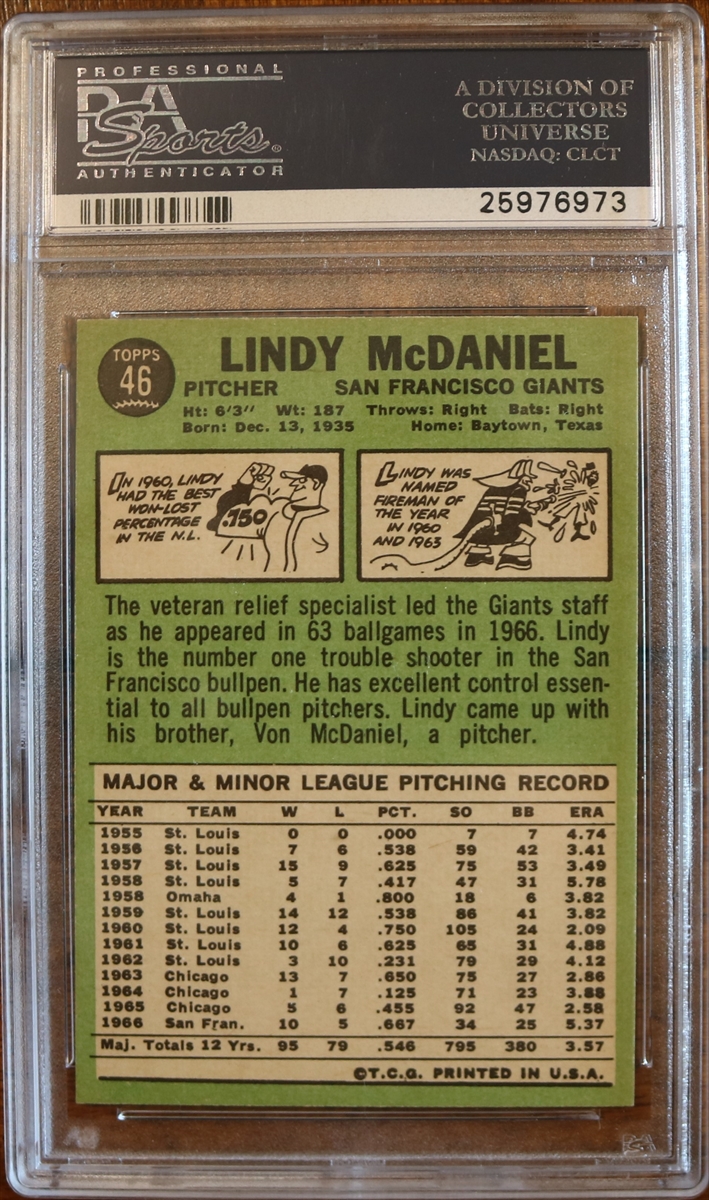 PROFESSIONAL
PSA
Sports®
AUTHENTICATOR
A DIVISION OF
COLLECTORS
UNIVERSE
NASDAQ: CLCT
25976973
TOPPS
46
LINDY McDANIEL
PITCHER SAN FRANCISCO GIANTS
Ht: 6'3" Wt: 187 Throws: Right Bats: Right
Born: Dec. 13, 1935 Home: Baytown, Texas
IN 1960, LINDY
HAD THE BEST
WON-LOST
PERCENTAGE
IN THE N.L.
.750
LINDY WAS
NAMED
FIREMAN OF
THE YEAR
IN 1960
AND 1963
The veteran relief specialist led the Giants staff
as he appeared in 63 ballgames in 1966. Lindy
is the number one trouble shooter in the San
Francisco bullpen. He has excellent control essen-
tial to all bullpen pitchers. Lindy came up with
his brother, Von McDaniel, a pitcher.
MAJOR & MINOR LEAGUE PITCHING RECORD
YEAR TEAM W L PCT. SO BB ERA
1955 St. Louis 0 0 .000 7 7 4.74
1956 St. Louis 7 6 .538 59 42 3.41
1957 St. Louis 15 9 .625 75 53 3.49
1958 St. Louis 5 7 .417 47 31 5.78
1958 Omaha 4 1 .800 18 6 3.82
1959 St. Louis 14 12 .538 86 41 3.82
1960 St. Louis 12 4 .750 105 24 2.09
1961 St. Louis 10 6 .625 65 31 4.88
1962 St. Louis 3 10 .231 79 29 4.12
1963 Chicago 13 7 .650 75 27 2.86
1964 Chicago 1 7 .125 71 23 3.88
1965 Chicago 5 6 .455 92 47 2.58
1966 San Fran. 10 5 .667 34 25 5.37
Maj. Totals 12 Yrs. 95 79 .546 795 380 3.57
©T.C.G. PRINTED IN U.S.A.
PSA